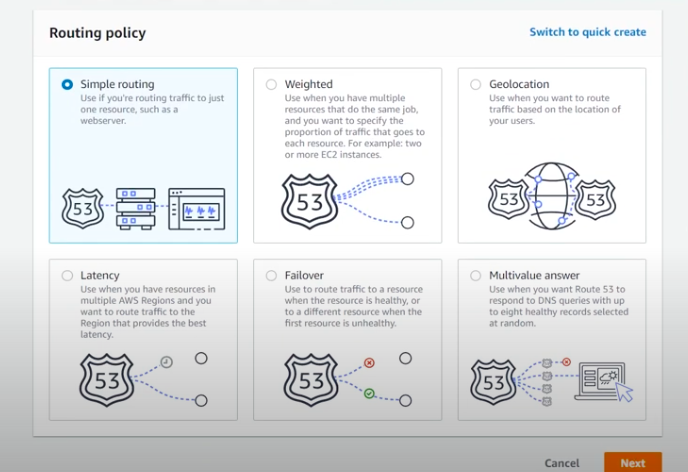 Routing policy
Switch to quick create
Simple routing
Use if you're routing traffic to just
one resource, such as a
webserver.
53
Weighted
Use when you have multiple
resources that do the same job,
and you want to specify the
proportion of traffic that goes to
each resource. For example: two
or more EC2 instances.
53
Geolocation
Use when you want to route
traffic based on the location of
your users.
53
53
Latency
Use when you have resources in
multiple AWS Regions and you
want to route traffic to the
Region that provides the best
latency.
53
Failover
Use to route traffic to a resource
when the resource is healthy, or
to a different resource when the
first resource is unhealthy.
53
Multivalue answer
Use when you want Route 53 to
respond to DNS queries with up
to eight healthy records selected
at random.
53
Cancel
Next